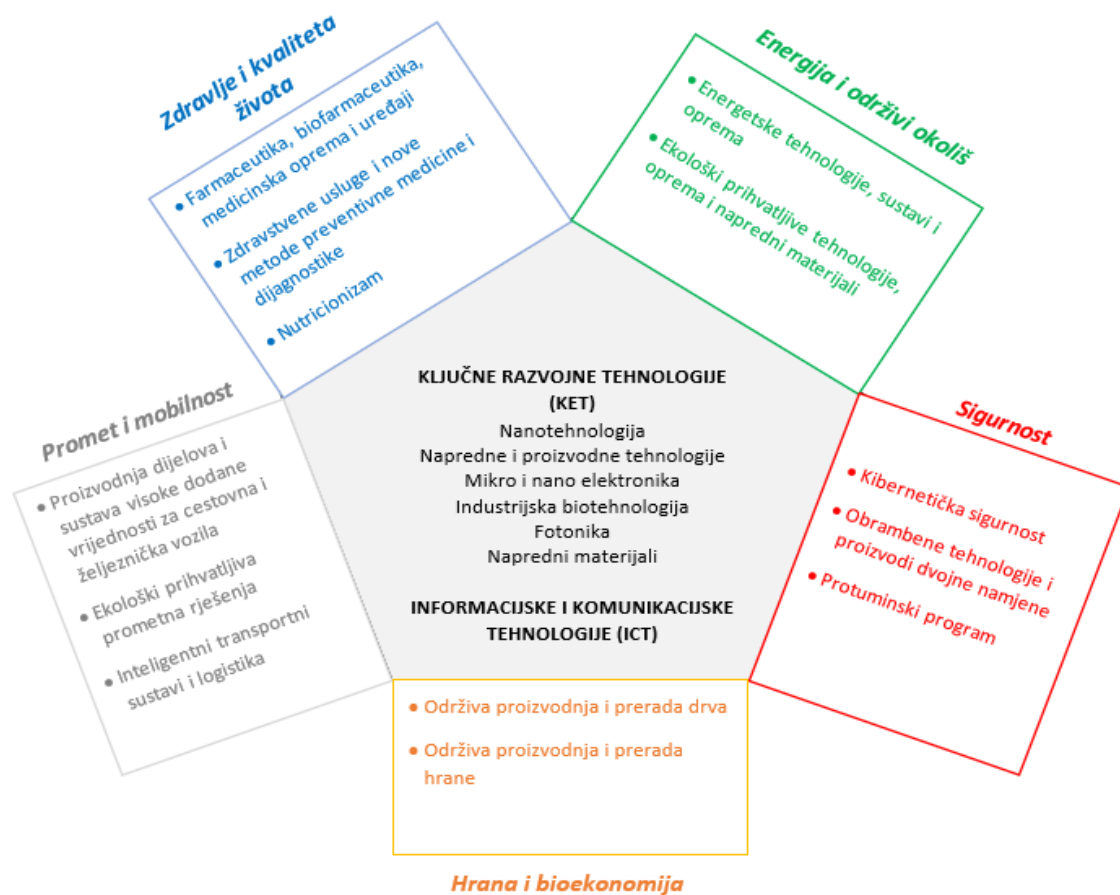 Zdravlje i kvaliteta
života
• Farmaceutika, biofarmaceutika,
medicinska oprema i uređaji
• Zdravstvene usluge i nove
metode preventivne medicine i
dijagnostike
• Nutricionizam
Energija i održivi okoliš
• Energetske tehnologije, sustavi i
oprema
• Ekološki prihvatljive tehnologije,
oprema i napredni materijali
Promet i mobilnost
• Proizvodnja dijelova i
sustava visoke dodane
vrijednosti za cestovna i
željeznička vozila
• Ekološki prihvatljiva
prometna rješenja
• Inteligentni transportni
sustavi i logistika
KLJUČNE RAZVOJNE TEHNOLOGIJE
(KET)
Nanotehnologija
Napredne i proizvodne tehnologije
Mikro i nano elektronika
Industrijska biotehnologija
Fotonika
Napredni materijali
INFORMACIJSKE I KOMUNIKACIJSKE
TEHNOLOGIJE (ICT)
Sigurnost
• Kibernetička sigurnost
• Obrambene tehnologije i
proizvodi dvojne namjene
• Protuminski program
• Održiva proizvodnja i prerada drva
• Održiva proizvodnja i prerada
hrane
Hrana i bioekonomija